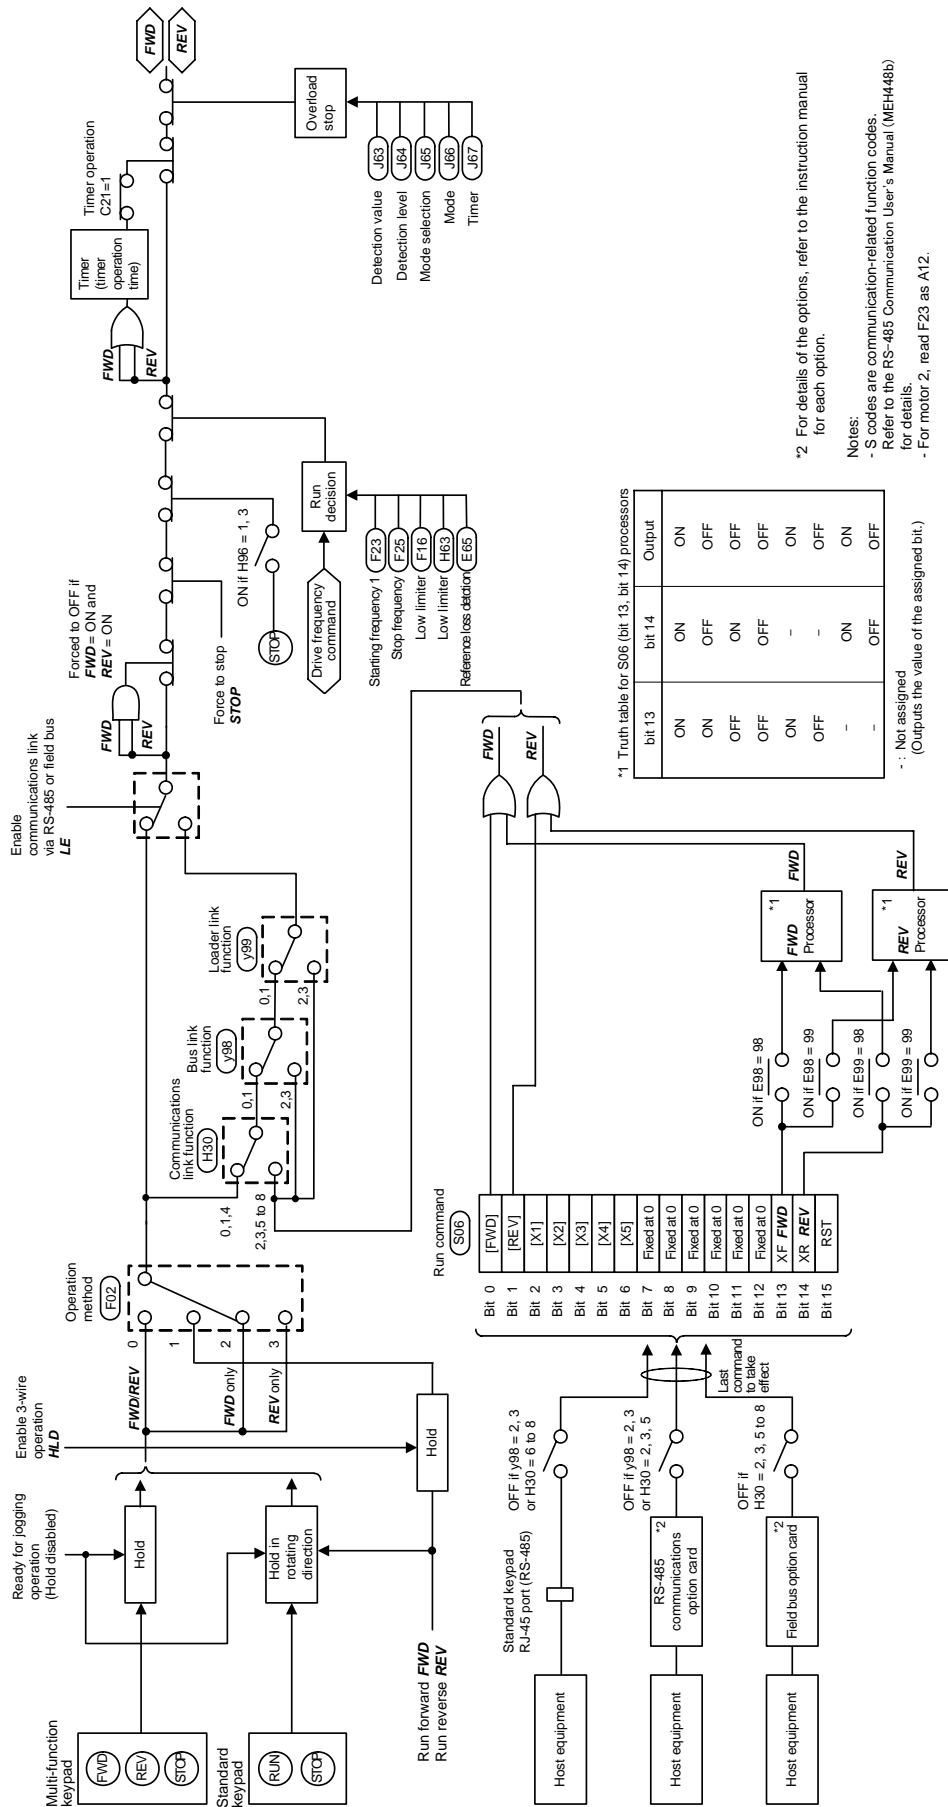 Multi-function
keypad
FWD
REV
STOP
Standard
keypad
RUN
STOP
Ready for jogging
operation
(Hold disabled)
Hold
Hold in
rotating
direction
Enable 3-wire
operation
HLD
Hold
Run forward FWD
Run reverse REV
FWD/REV
FWD only
REV only
Operation
method
F02
0
1
2
3
Communications
link function
H30
0,1,4
2,3,5 to 8
Bus link
function
y98
0,1
2,3
Loader link
function
y99
0,1
2,3
Enable
communications link
via RS-485 or field bus
LE
FWD
REV
Forced to OFF if
FWD = ON and
REV = ON
Force to stop
STOP
ON if H96 = 1, 3
STOP
Drive frequency
command
Run
decision
Starting frequency 1
F23
Stop frequency
F25
Low limiter
F16
Low limiter
H63
Reference loss detection
E65
FWD
REV
Timer
(timer
operation
time)
Timer operation
C21=1
Overload
stop
Detection value
J63
Detection level
J64
Mode selection
J65
Mode
J66
Timer
J67
FWD
REV
Host equipment
Standard keypad
RJ-45 port (RS-485)
OFF if y98 = 2, 3
or H30 = 6 to 8
Host equipment
RS-485
communications
option card
*2
OFF if y98 = 2, 3
or H30 = 2, 3, 5
Host equipment
Field bus option card
*2
OFF if
H30 = 2, 3, 5 to 8
Last
command
to take
effect
Run command
S06
Bit 0 [FWD]
Bit 1 [REV]
Bit 2 [X1]
Bit 3 [X2]
Bit 4 [X3]
Bit 5 [X4]
Bit 6 [X5]
Bit 7 Fixed at 0
Bit 8 Fixed at 0
Bit 9 Fixed at 0
Bit 10 Fixed at 0
Bit 11 Fixed at 0
Bit 12 Fixed at 0
Bit 13 XF FWD
Bit 14 XR REV
Bit 15 RST
ON if E98 = 98
ON if E98 = 99
ON if E99 = 98
ON if E99 = 99
*1
FWD
Processor
*1
REV
Processor
FWD
REV
FWD
REV
*1 Truth table for S06 (bit 13, bit 14) processors
bit 13 bit 14 Output
ON ON ON
ON OFF OFF
OFF ON OFF
OFF OFF OFF
ON - ON
OFF - OFF
- ON ON
- OFF OFF
- : Not assigned
(Outputs the value of the assigned bit.)
*2 For details of the options, refer to the instruction manual
for each option.
Notes:
- S codes are communication-related function codes.
Refer to the RS-485 Communication User's Manual (MEH448b)
for details.
- For motor 2, read F23 as A12.